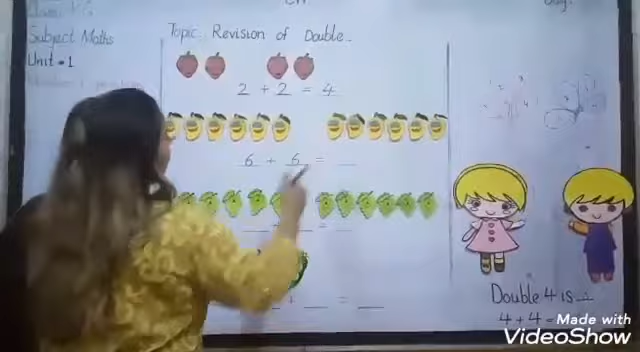 Subject Maths
Unit = 1
Topic: Revision of Double.
2 + 2 = 4
6 + 6 = _
_ = _
+ _ = _
Double 4 is _
4 + 4 =
Made with
VideoShow